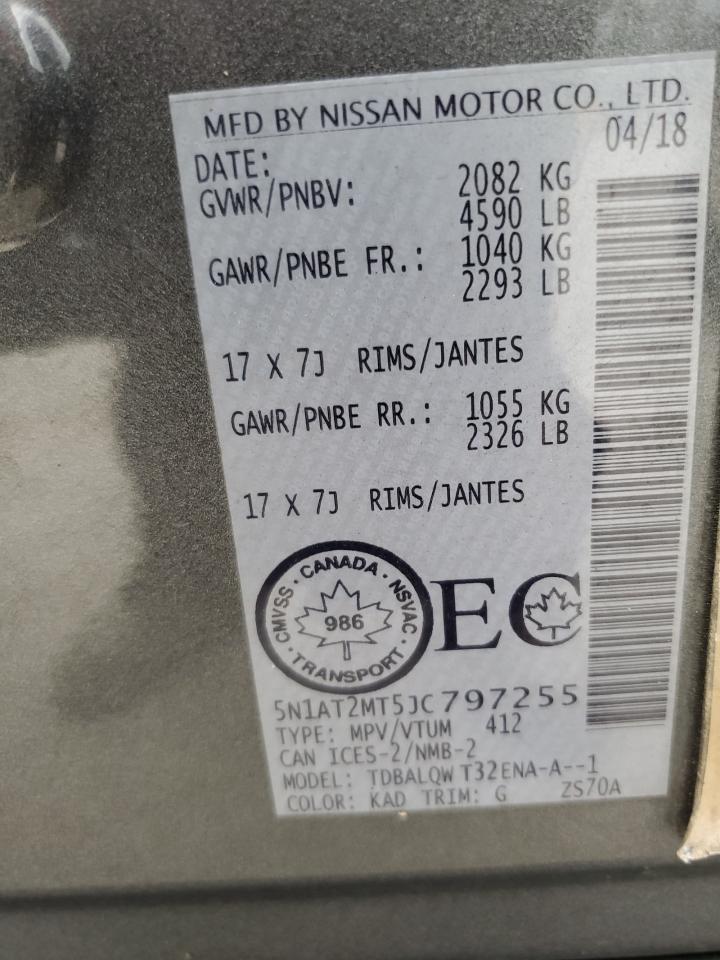 MFD BY NISSAN MOTOR CO., LTD.
DATE: 04/18
GVWR/PNBV: 2082 KG
4590 LB
GAWR/PNBE FR.: 1040 KG
2293 LB
17 X 7J RIMS/JANTES
GAWR/PNBE RR.: 1055 KG
2326 LB
17 X 7J RIMS/JANTES
CMVSS · CANADA · NSVAC · TRANSPORT ·
986
EC
5N1AT2MT5JC797255
TYPE: MPV/VTUM 412
CAN ICES-2/NMB-2
MODEL: TDBALQW T32ENA-A--1
COLOR: KAD TRIM: G ZS70A